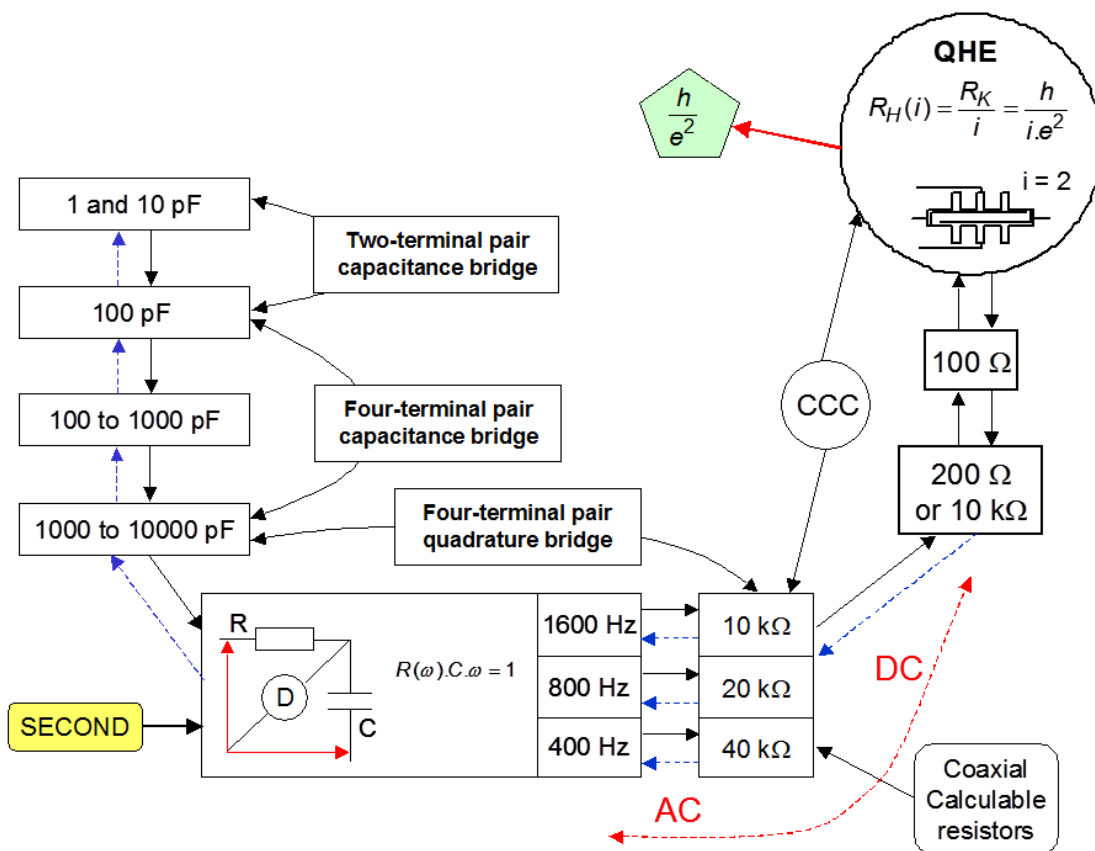 QHE
R_H(i) = R_K / i = h / i.e²
i = 2
h / e²
1 and 10 pF
Two-terminal pair
capacitance bridge
100 pF
100 Ω
CCC
100 to 1000 pF
Four-terminal pair
capacitance bridge
200 Ω
or 10 kΩ
1000 to 10000 pF
Four-terminal pair
quadrature bridge
R
D
C
R(ω).C.ω = 1
1600 Hz
10 kΩ
800 Hz
20 kΩ
400 Hz
40 kΩ
SECOND
DC
AC
Coaxial
Calculable
resistors